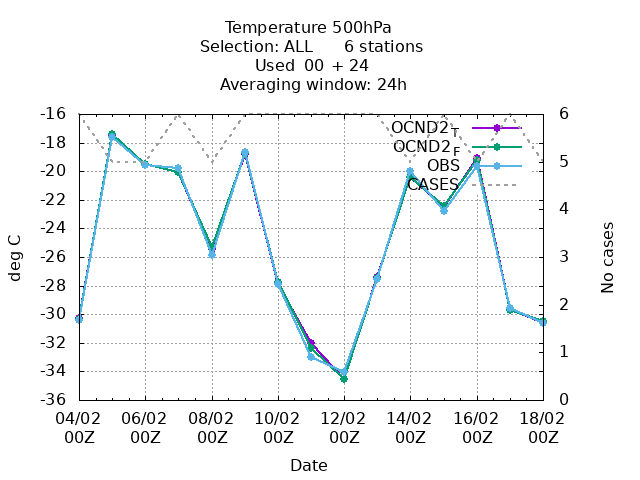 Temperature 500hPa
Selection: ALL 6 stations
Used 00 + 24
Averaging window: 24h
-16 6
OCND2_T
-18
OCND2_F
-20 5
OBS
CASES
-22
-24 4
-26 3
-28
-30 2
-32
-34 1
-36 0
deg C
No cases
04/02 06/02 08/02 10/02 12/02 14/02 16/02 18/02
00Z 00Z 00Z 00Z 00Z 00Z 00Z 00Z
Date